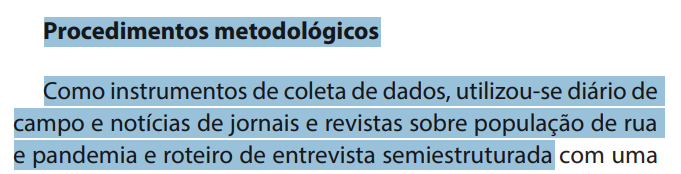 Procedimentos metodológicos
Como instrumentos de coleta de dados, utilizou-se diário de
campo e notícias de jornais e revistas sobre população de rua
e pandemia e roteiro de entrevista semiestruturada com uma